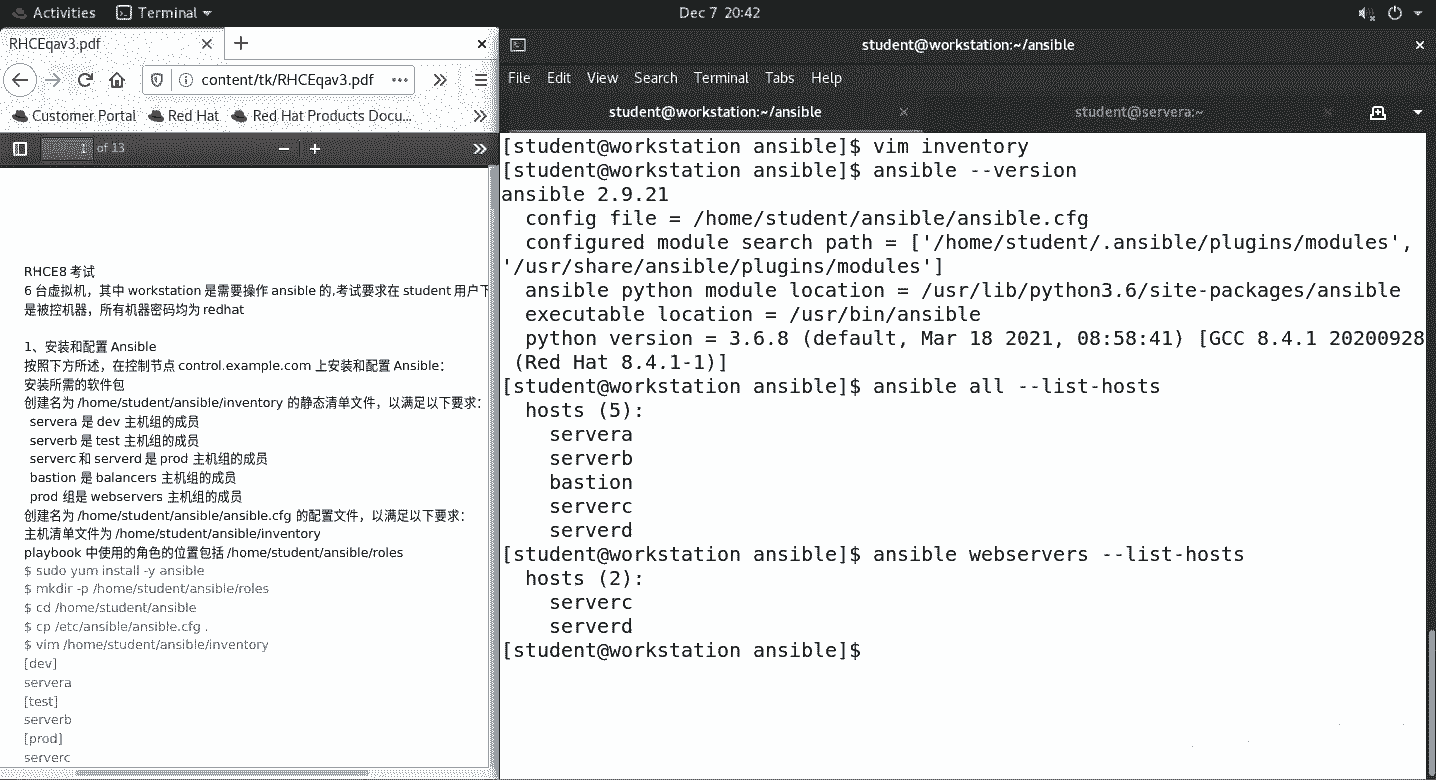 Activities
Terminal
Dec 7 20:42
RHCEqav3.pdf
content/tk/RHCEqav3.pdf
Customer Portal
Red Hat
Red Hat Products Docu…
1 of 13
RHCE8 考试
6 台虚拟机，其中 workstation 是需要操作 ansible 的,考试要求在 student 用户下
是被控机器，所有机器密码均为 redhat
1、安装和配置 Ansible
按照下方所述，在控制节点 control.example.com 上安装和配置 Ansible：
安装所需的软件包
创建名为 /home/student/ansible/inventory 的静态清单文件，以满足以下要求：
servera 是 dev 主机组的成员
serverb 是 test 主机组的成员
serverc 和 serverd 是 prod 主机组的成员
bastion 是 balancers 主机组的成员
prod 组是 webservers 主机组的成员
创建名为 /home/student/ansible/ansible.cfg 的配置文件，以满足以下要求：
主机清单文件为 /home/student/ansible/inventory
playbook 中使用的角色的位置包括 /home/student/ansible/roles
$ sudo yum install -y ansible
$ mkdir -p /home/student/ansible/roles
$ cd /home/student/ansible
$ cp /etc/ansible/ansible.cfg .
$ vim /home/student/ansible/inventory
[dev]
servera
[test]
serverb
[prod]
serverc
student@workstation:~/ansible
File Edit View Search Terminal Tabs Help
student@workstation:~/ansible
student@servera:~
[student@workstation ansible]$ vim inventory
[student@workstation ansible]$ ansible --version
ansible 2.9.21
config file = /home/student/ansible/ansible.cfg
configured module search path = ['/home/student/.ansible/plugins/modules',
'/usr/share/ansible/plugins/modules']
ansible python module location = /usr/lib/python3.6/site-packages/ansible
executable location = /usr/bin/ansible
python version = 3.6.8 (default, Mar 18 2021, 08:58:41) [GCC 8.4.1 20200928
(Red Hat 8.4.1-1)]
[student@workstation ansible]$ ansible all --list-hosts
hosts (5):
servera
serverb
bastion
serverc
serverd
[student@workstation ansible]$ ansible webservers --list-hosts
hosts (2):
serverc
serverd
[student@workstation ansible]$